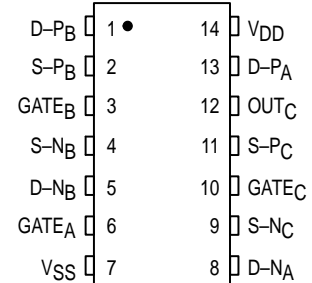 D–PB 1 14 VDD
S–PB 2 13 D–PA
GATEB 3 12 OUTC
S–NB 4 11 S–PC
D–NB 5 10 GATEC
GATEA 6 9 S–NC
VSS 7 8 D–NA